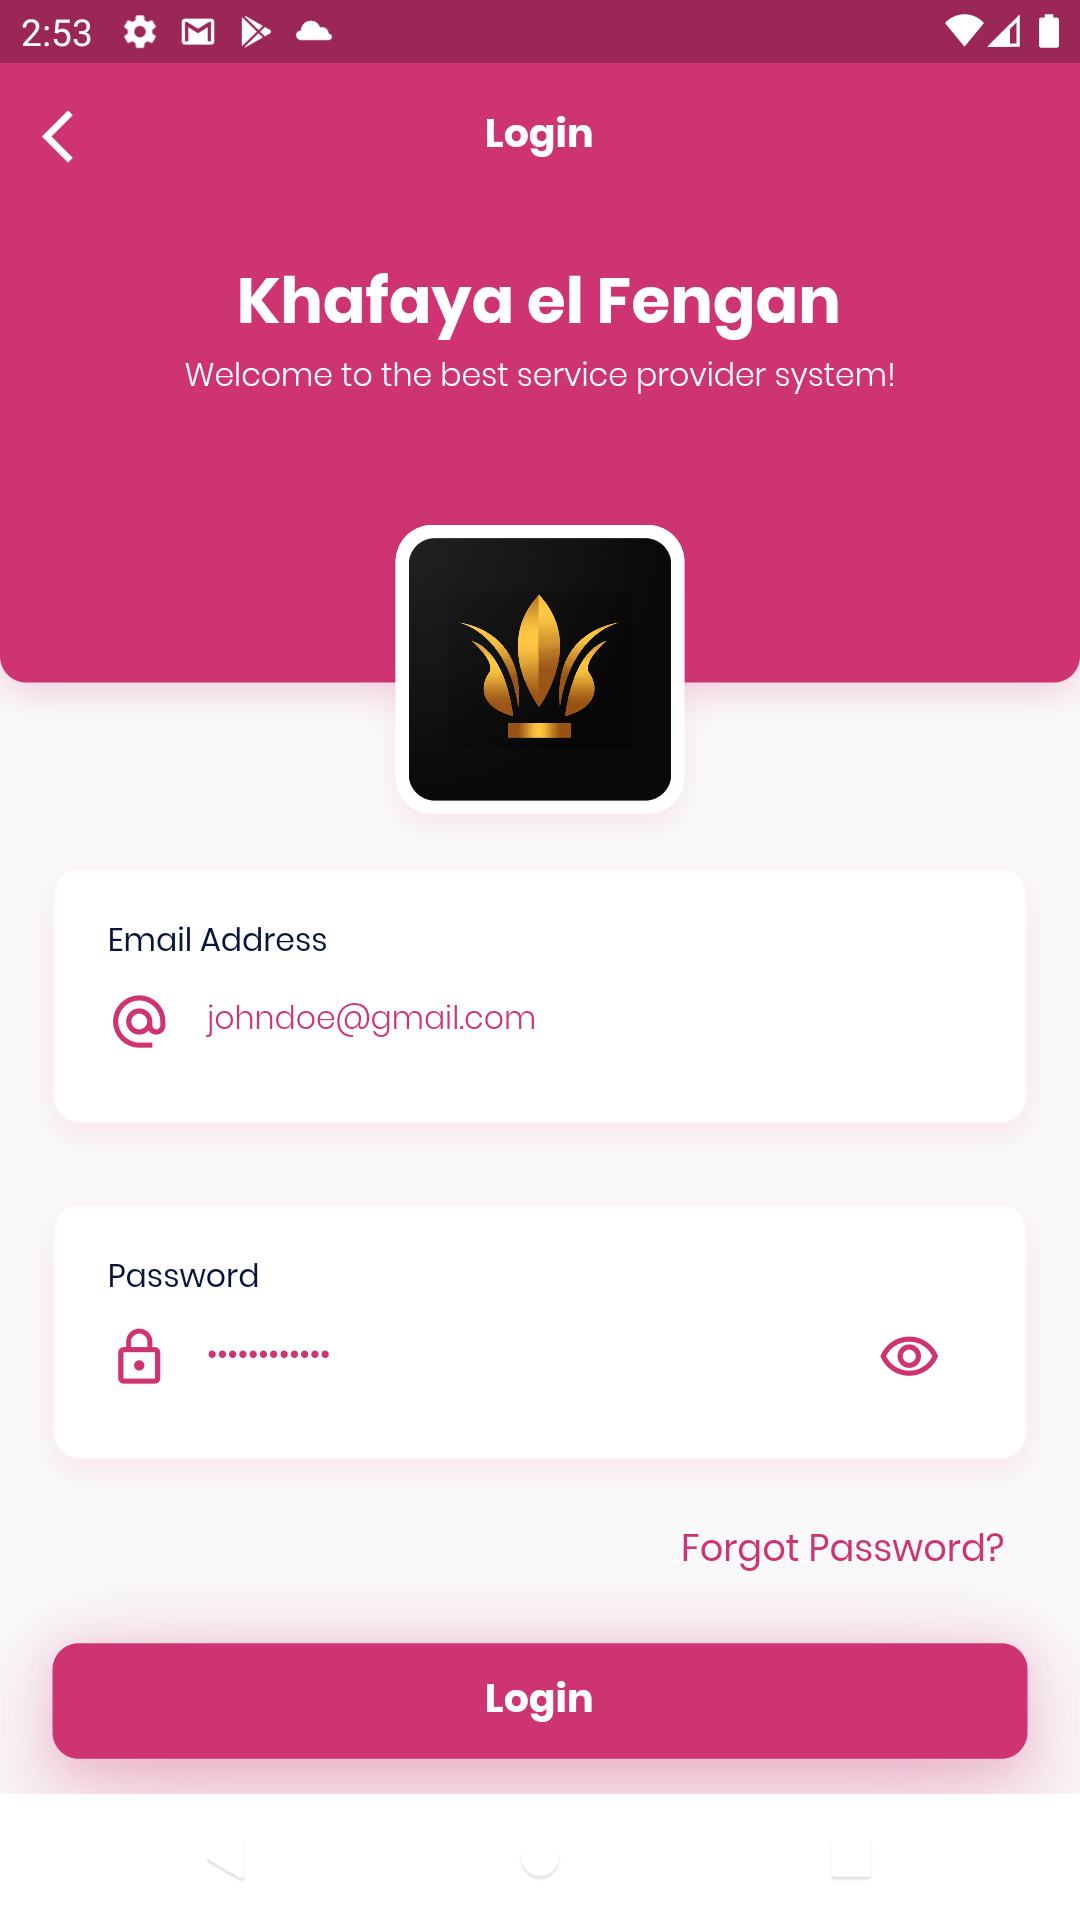 2:53
Login
Khafaya el Fengan
Welcome to the best service provider system!
Email Address
johndoe@gmail.com
Password
••••••••••••
Forgot Password?
Login